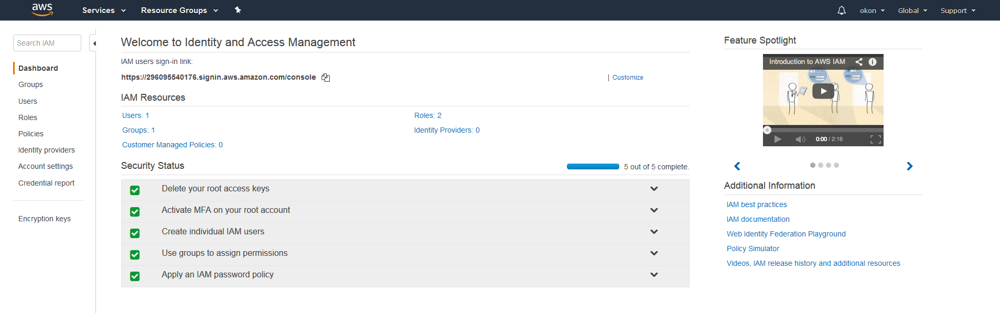 aws Services Resource Groups okon Global Support
Search IAM
Dashboard
Groups
Users
Roles
Policies
Identity providers
Account settings
Credential report
Encryption keys
Welcome to Identity and Access Management
IAM users sign-in link:
https://296095540176.signin.aws.amazon.com/console | Customize
IAM Resources
Users: 1 Roles: 2
Groups: 1 Identity Providers: 0
Customer Managed Policies: 0
Security Status 5 out of 5 complete.
Delete your root access keys
Activate MFA on your root account
Create individual IAM users
Use groups to assign permissions
Apply an IAM password policy
Feature Spotlight
Introduction to AWS IAM
0:00 / 2:16
Additional Information
IAM best practices
IAM documentation
Web Identity Federation Playground
Policy Simulator
Videos, IAM release history and additional resources